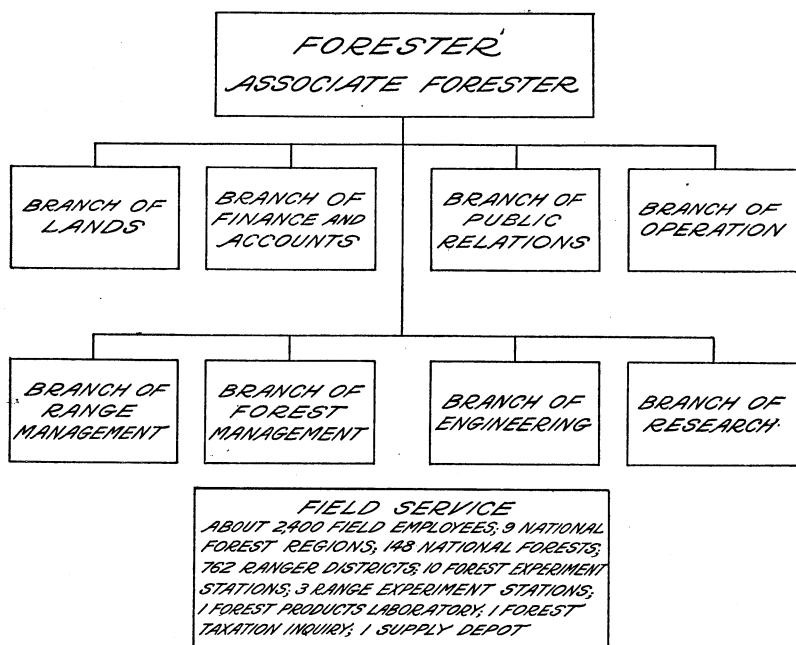 FORESTER
ASSOCIATE FORESTER
BRANCH OF
LANDS
BRANCH OF
FINANCE AND
ACCOUNTS
BRANCH OF
PUBLIC
RELATIONS
BRANCH OF
OPERATION
BRANCH OF
RANGE
MANAGEMENT
BRANCH OF
FOREST
MANAGEMENT
BRANCH OF
ENGINEERING
BRANCH OF
RESEARCH
FIELD SERVICE
ABOUT 2,400 FIELD EMPLOYEES; 9 NATIONAL
FOREST REGIONS; 148 NATIONAL FORESTS;
762 RANGER DISTRICTS; 10 FOREST EXPERIMENT
STATIONS; 3 RANGE EXPERIMENT STATIONS;
1 FOREST PRODUCTS LABORATORY; 1 FOREST
TAXATION INQUIRY; 1 SUPPLY DEPOT